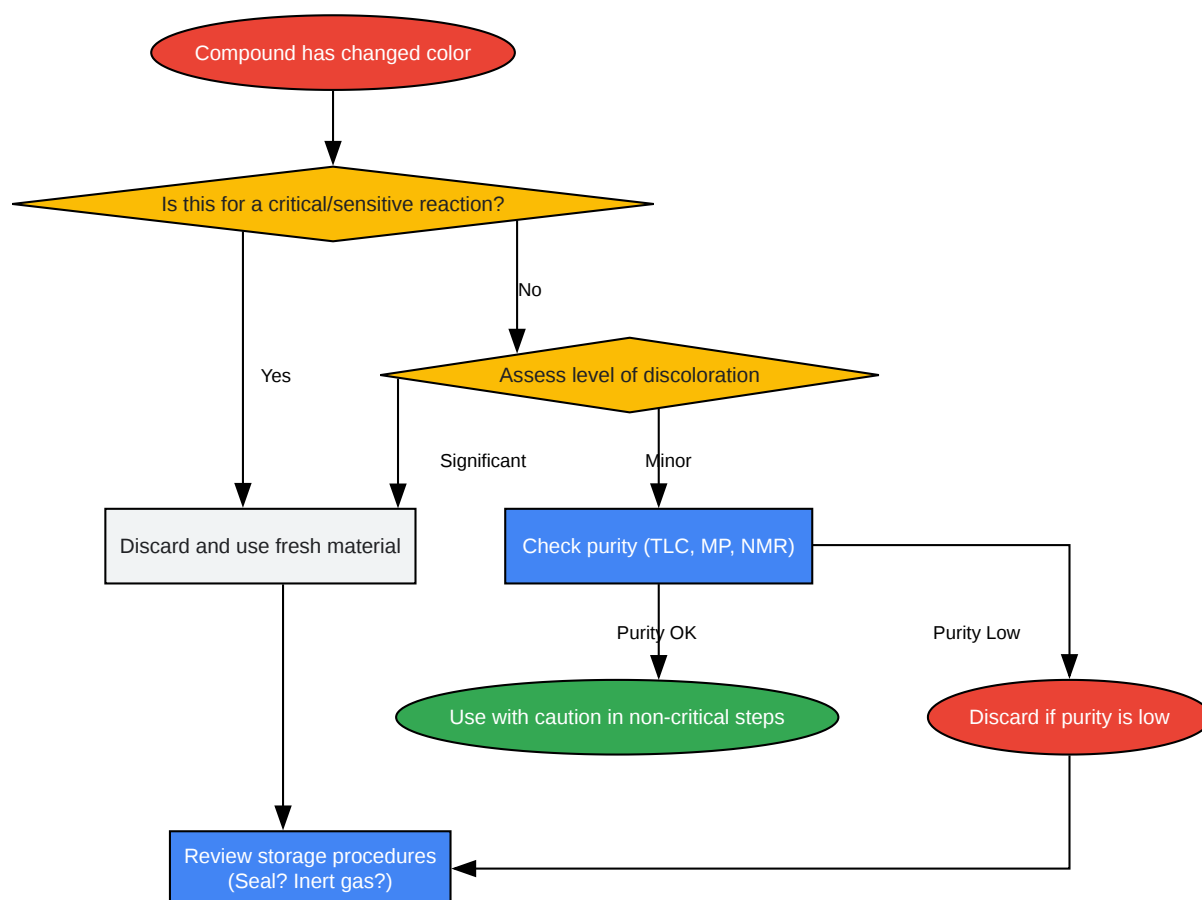 Compound has changed color
Is this for a critical/sensitive reaction?
No
Yes
Assess level of discoloration
Significant
Minor
Discard and use fresh material
Check purity (TLC, MP, NMR)
Purity OK
Purity Low
Use with caution in non-critical steps
Discard if purity is low
Review storage procedures
(Seal? Inert gas?)